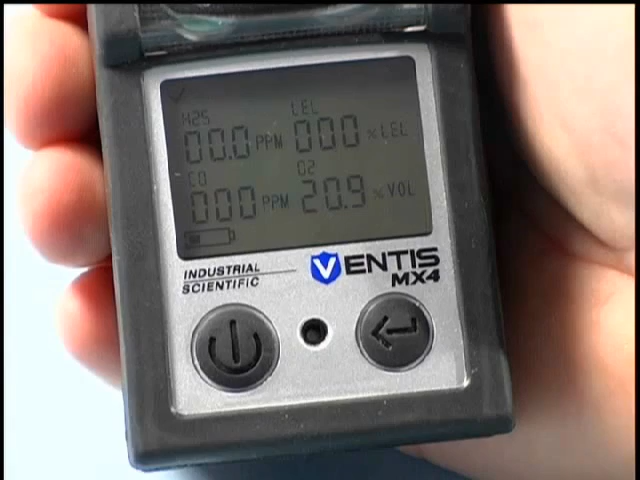 H2S LEL
00.0 PPM 000 % LEL
CO O2
000 PPM 20.9 % VOL
INDUSTRIAL SCIENTIFIC
VENTIS
MX4